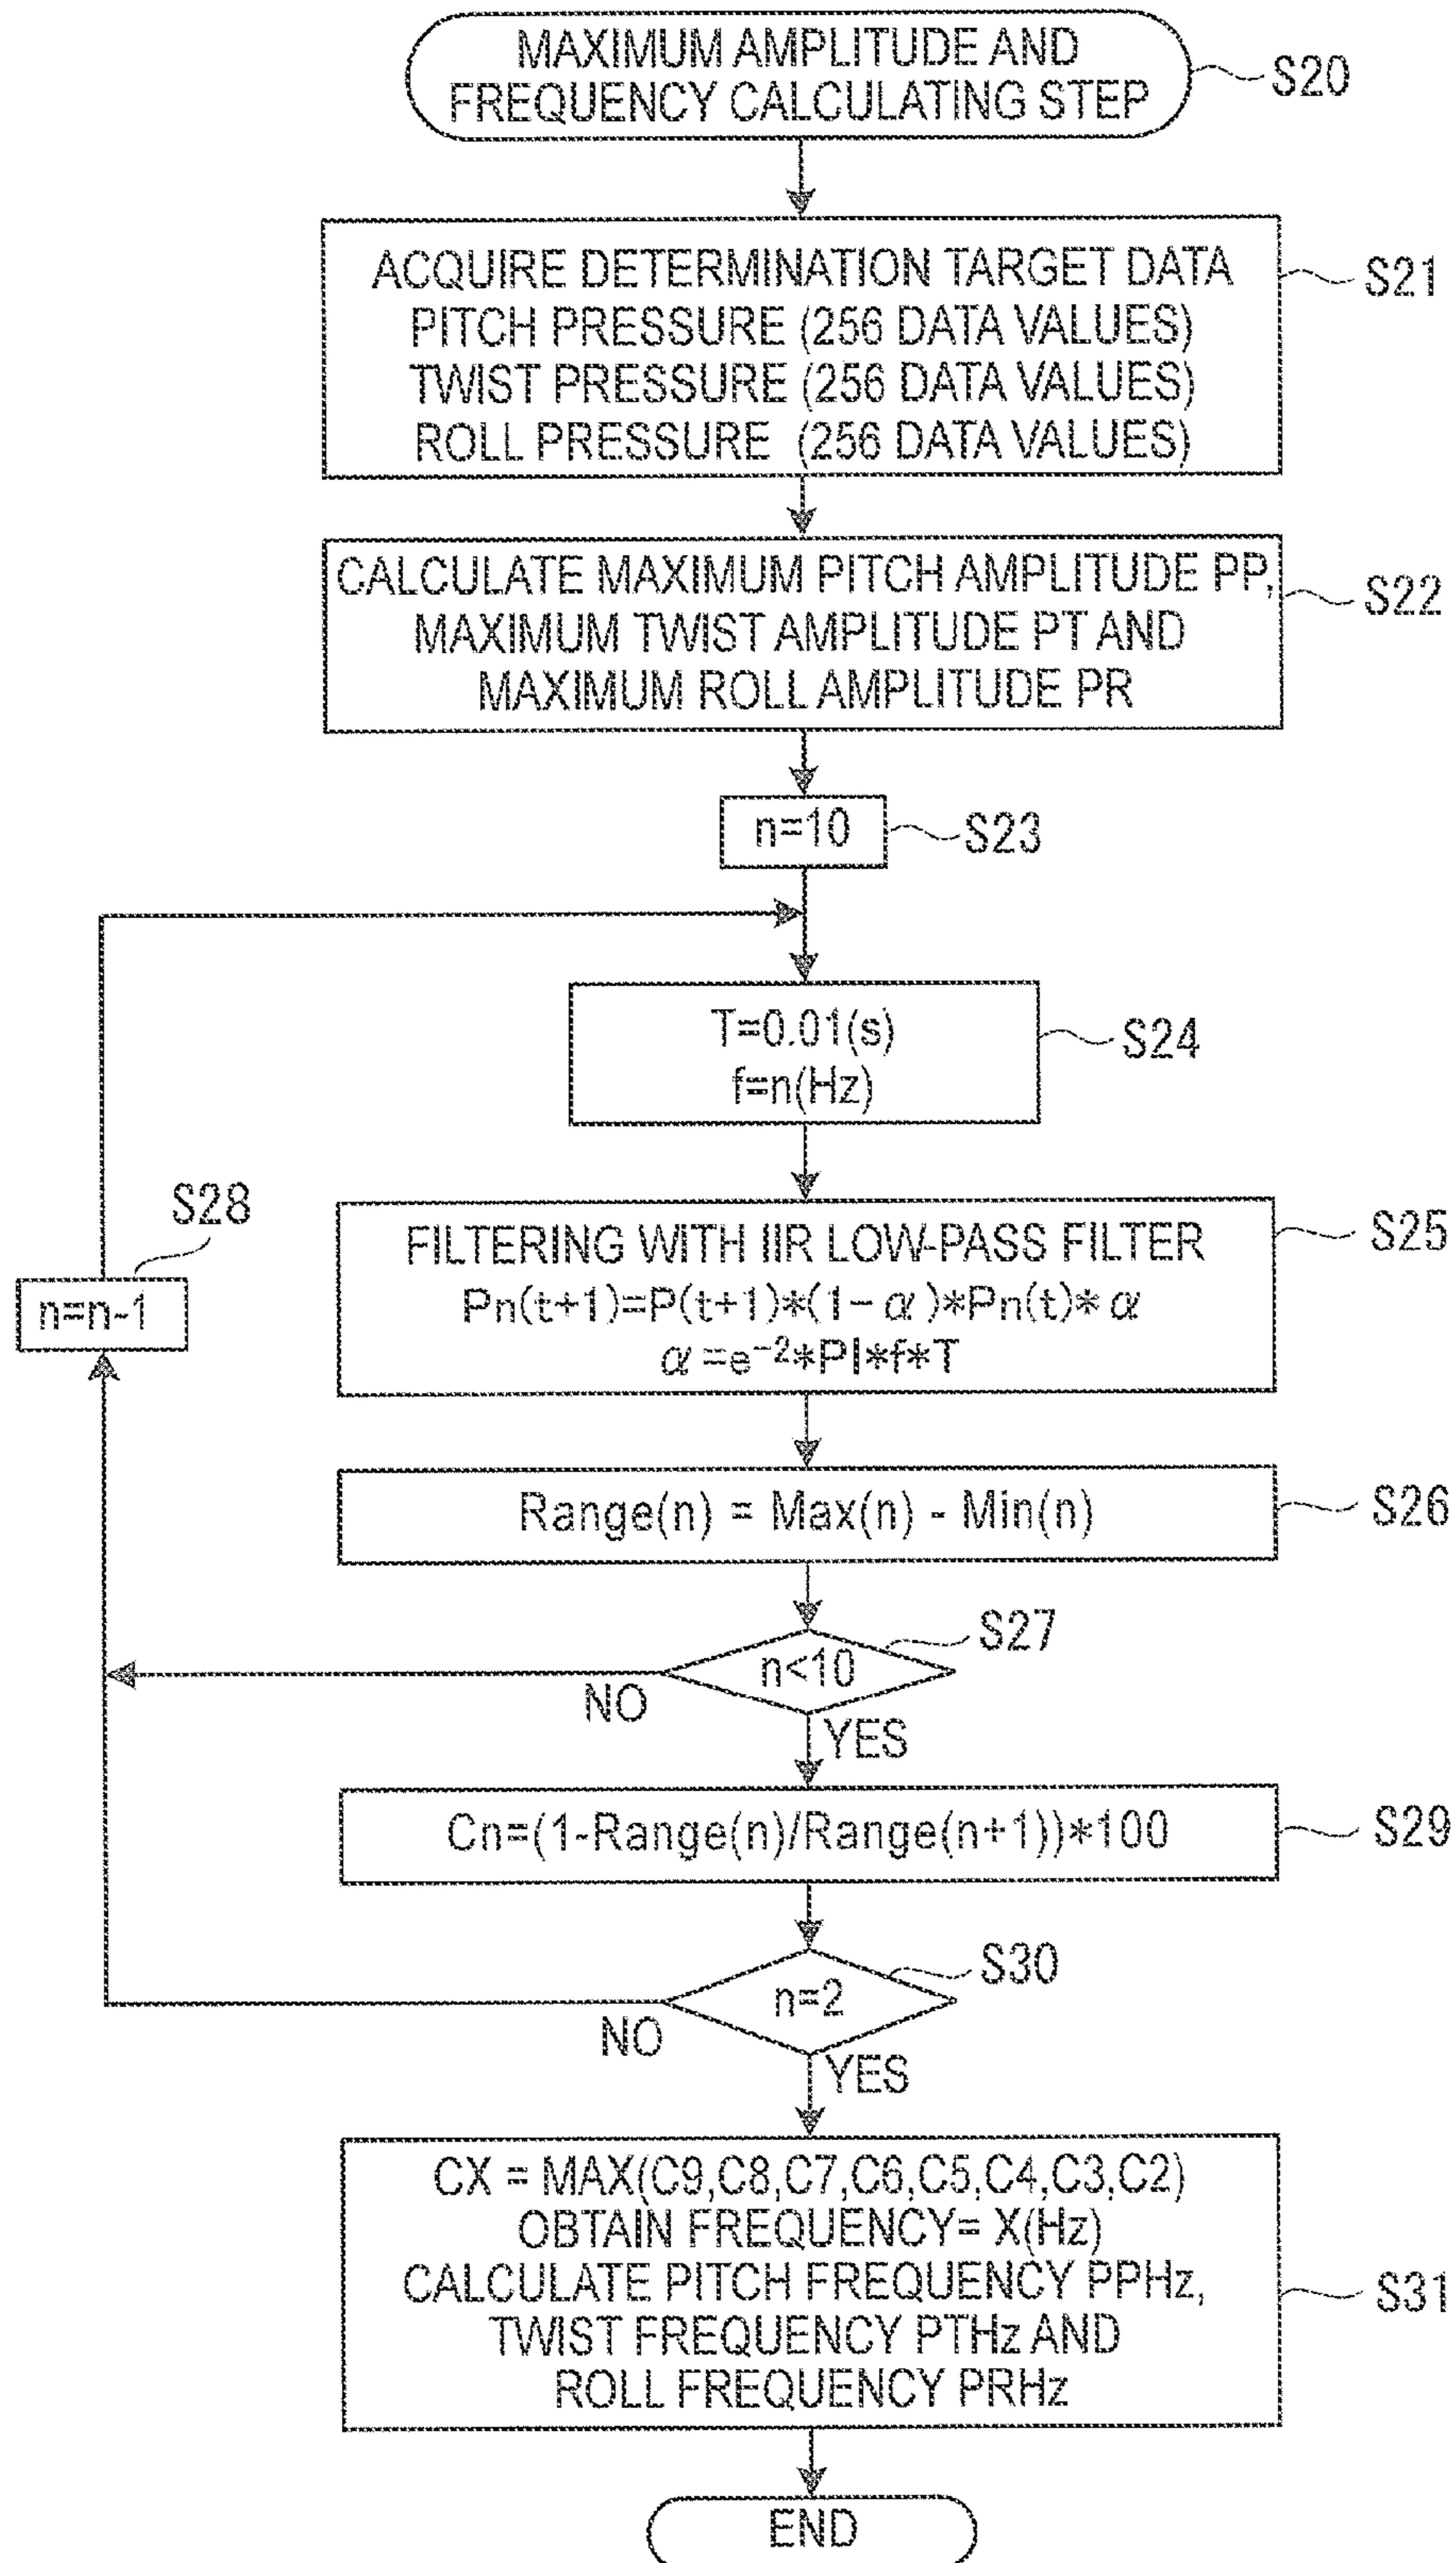 MAXIMUM AMPLITUDE AND
FREQUENCY CALCULATING STEP
S20
ACQUIRE DETERMINATION TARGET DATA
PITCH PRESSURE (256 DATA VALUES)
TWIST PRESSURE (256 DATA VALUES)
ROLL PRESSURE (256 DATA VALUES)
S21
CALCULATE MAXIMUM PITCH AMPLITUDE PP,
MAXIMUM TWIST AMPLITUDE PT AND
MAXIMUM ROLL AMPLITUDE PR
S22
n=10
S23
T=0.01(s)
f=n(Hz)
S24
S28
n=n-1
FILTERING WITH IIR LOW-PASS FILTER
Pn(t+1)=P(t+1)*(1-α)*Pn(t)*α
α=e⁻²*PI*f*T
S25
Range(n) = Max(n) - Min(n)
S26
n<10
S27
NO
YES
Cn=(1-Range(n)/Range(n+1))*100
S29
n=2
S30
NO
YES
CX = MAX(C9,C8,C7,C6,C5,C4,C3,C2)
OBTAIN FREQUENCY= X(Hz)
CALCULATE PITCH FREQUENCY PPHz,
TWIST FREQUENCY PTHz AND
ROLL FREQUENCY PRHz
S31
END